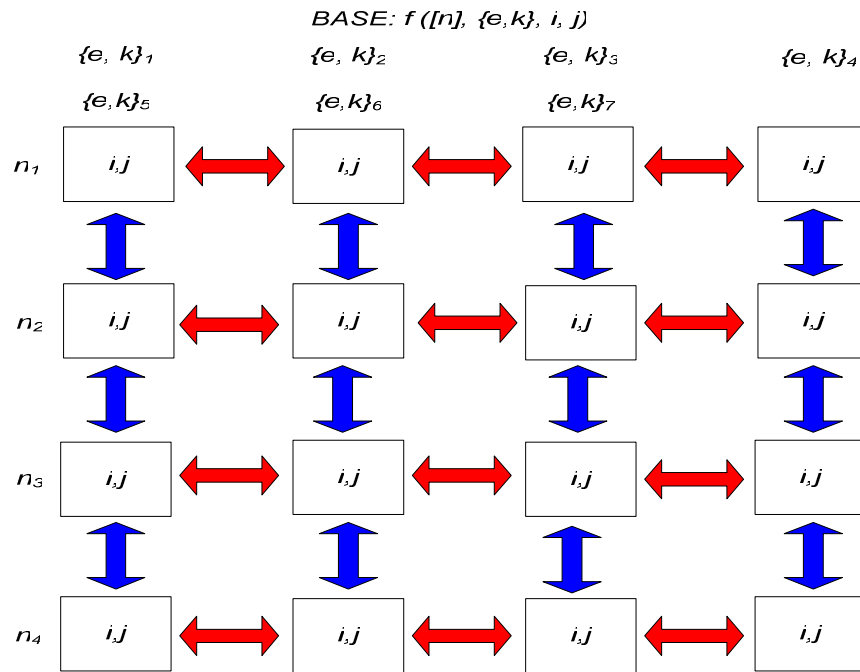 BASE: f ([n], {e,k}, i, j)
{e, k}₁ {e, k}₂ {e, k}₃ {e, k}₄
{e,k}₅ {e,k}₆ {e,k}₇
n₁ i,j i,j i,j i,j
n₂ i,j i,j i,j i,j
n₃ i,j i,j i,j i,j
n₄ i,j i,j i,j i,j